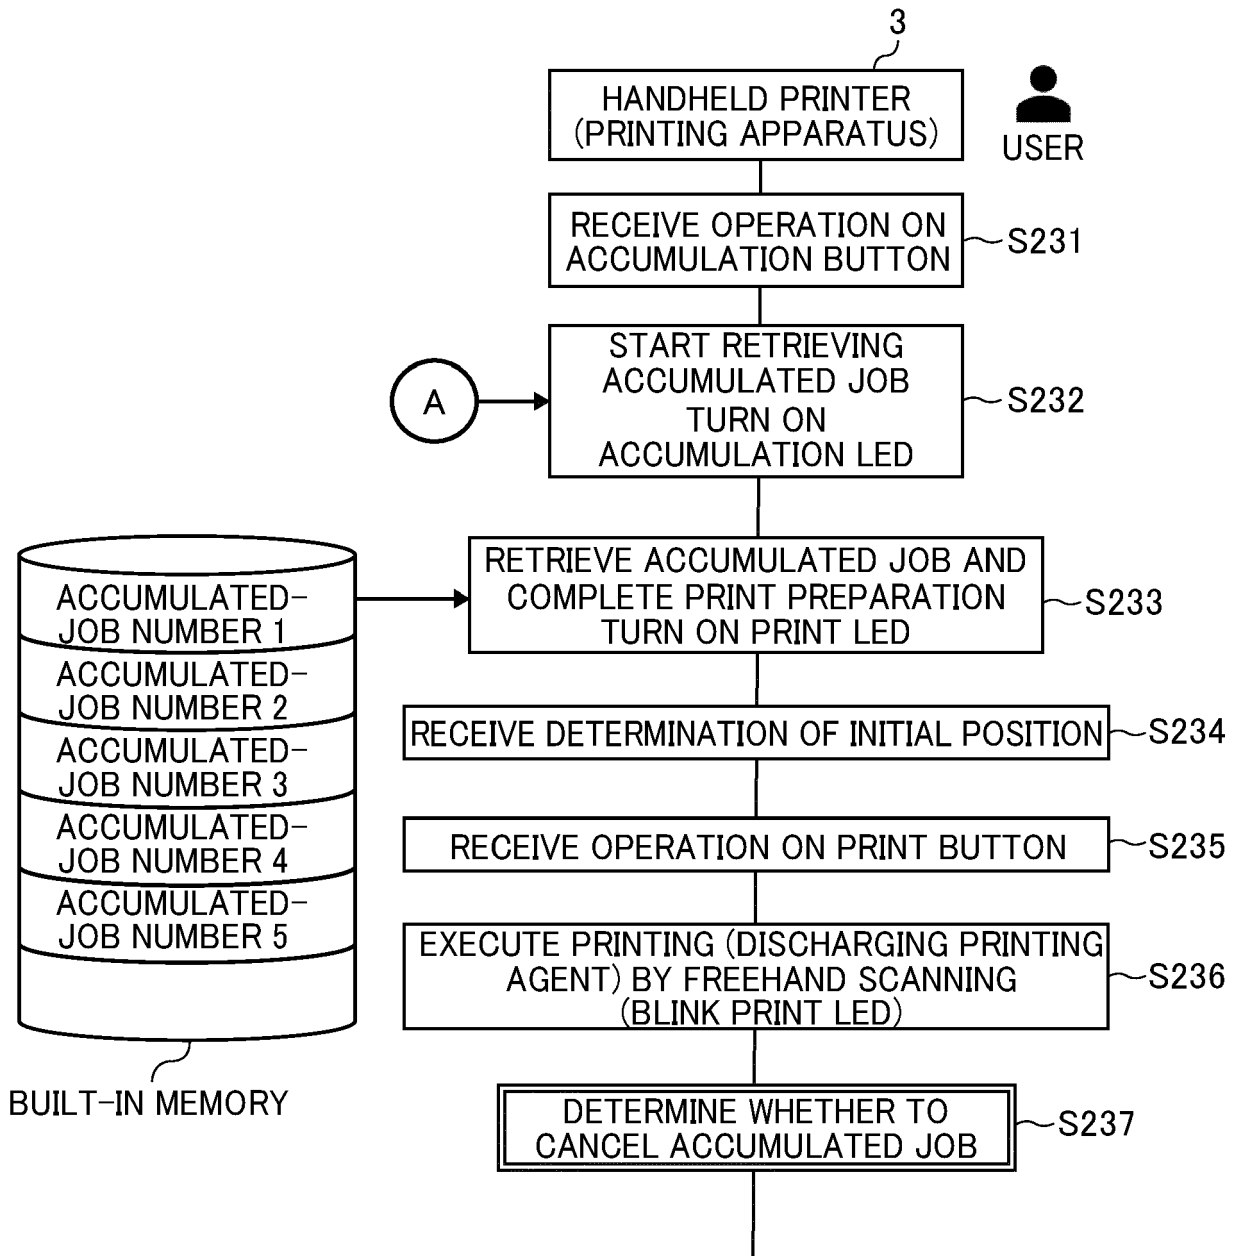 3
HANDHELD PRINTER
(PRINTING APPARATUS)
USER
RECEIVE OPERATION ON
ACCUMULATION BUTTON
S231
START RETRIEVING
ACCUMULATED JOB
TURN ON
ACCUMULATION LED
S232
A
RETRIEVE ACCUMULATED JOB AND
COMPLETE PRINT PREPARATION
TURN ON PRINT LED
S233
ACCUMULATED-
JOB NUMBER 1
ACCUMULATED-
JOB NUMBER 2
ACCUMULATED-
JOB NUMBER 3
ACCUMULATED-
JOB NUMBER 4
ACCUMULATED-
JOB NUMBER 5
BUILT-IN MEMORY
RECEIVE DETERMINATION OF INITIAL POSITION
S234
RECEIVE OPERATION ON PRINT BUTTON
S235
EXECUTE PRINTING (DISCHARGING PRINTING
AGENT) BY FREEHAND SCANNING
(BLINK PRINT LED)
S236
DETERMINE WHETHER TO
CANCEL ACCUMULATED JOB
S237